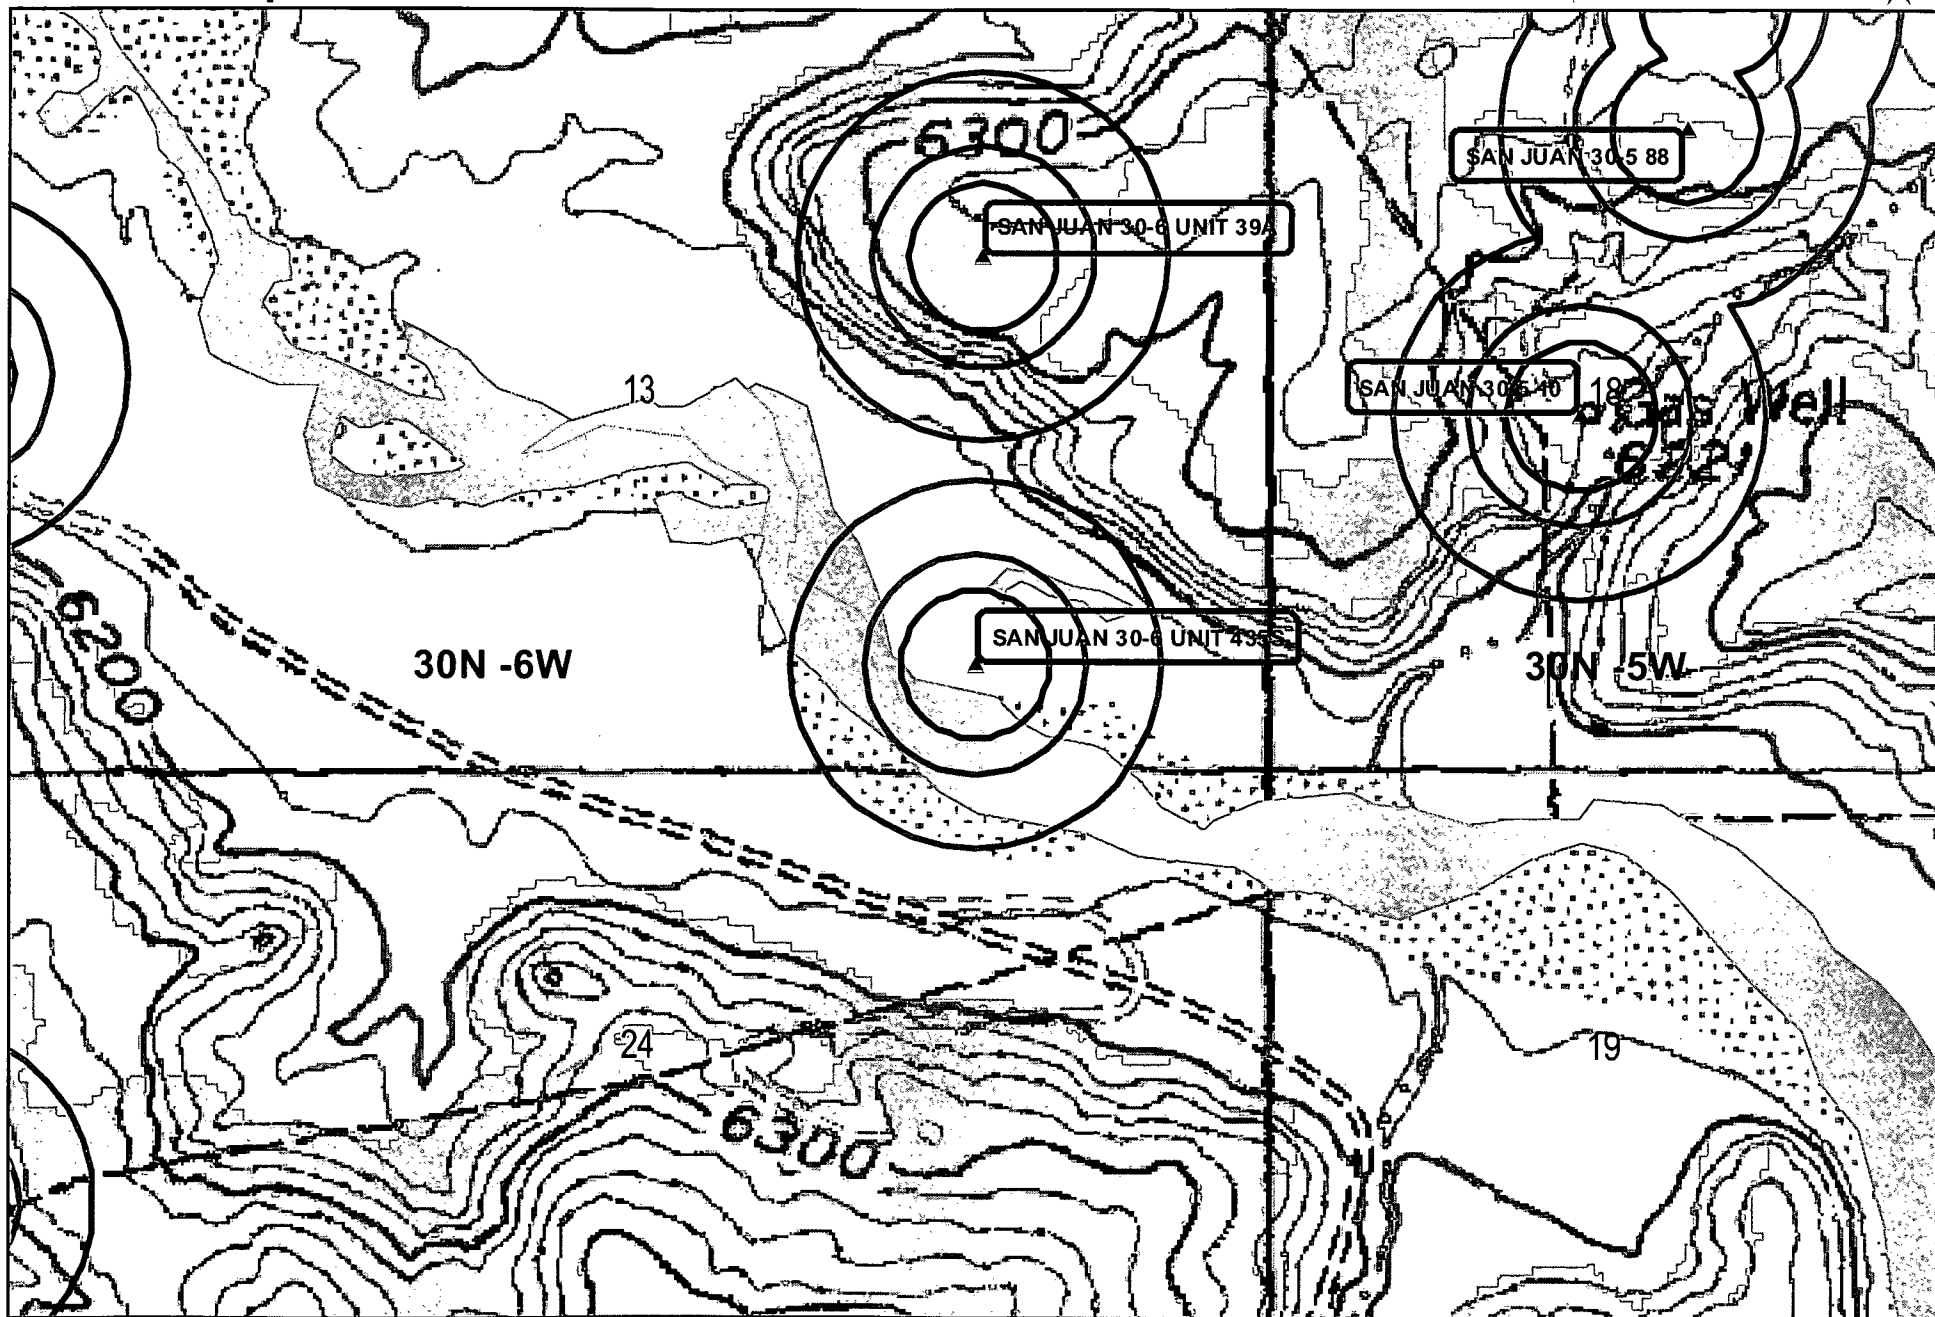 6300
SAN JUAN 30-5 88
SAN JUAN 30-6 UNIT 39A
13
SAN JUAN 30-5 40
18
Gas Well
6200
SAN JUAN 30-6 UNIT 435S
30N -6W
30N -5W
24
19
6300